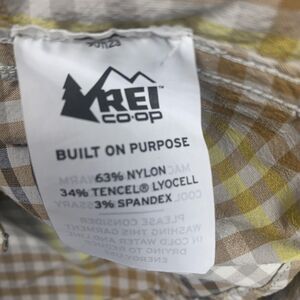 REI
CO·OP
BUILT ON PURPOSE
63% NYLON
34% TENCEL® LYOCELL
3% SPANDEX